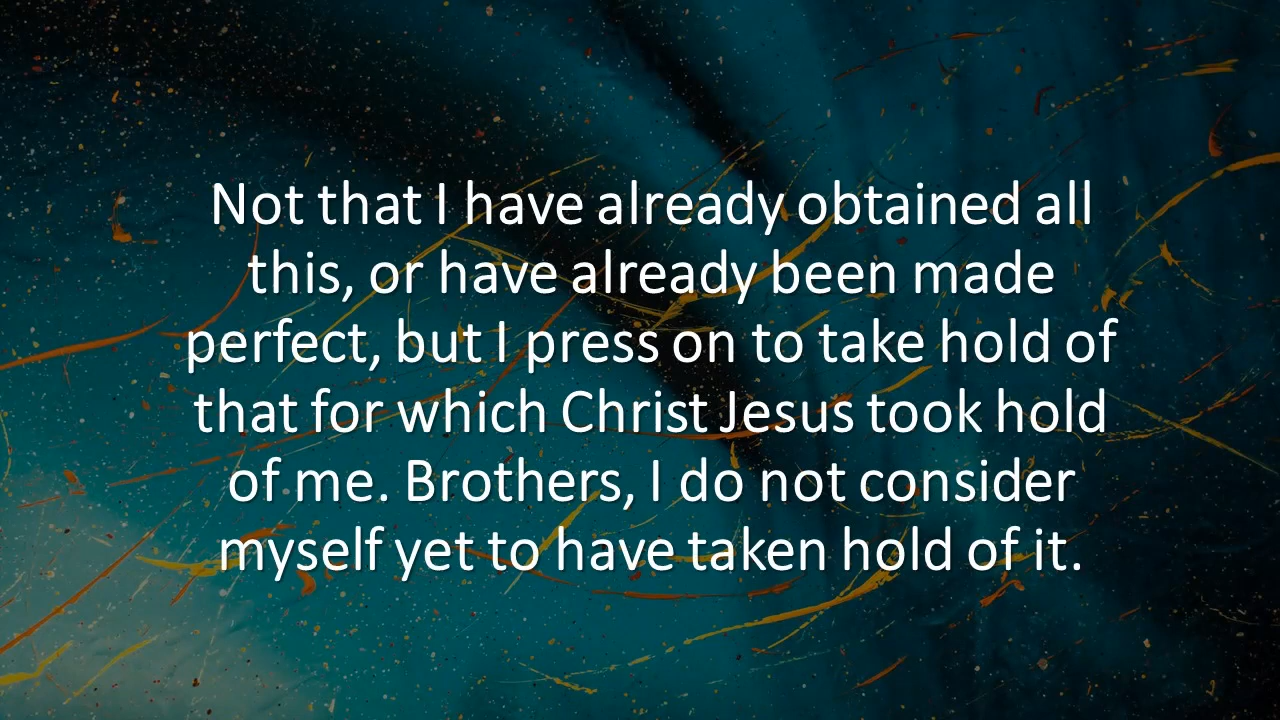 Not that I have already obtained all
this, or have already been made
perfect, but I press on to take hold of
that for which Christ Jesus took hold
of me. Brothers, I do not consider
myself yet to have taken hold of it.